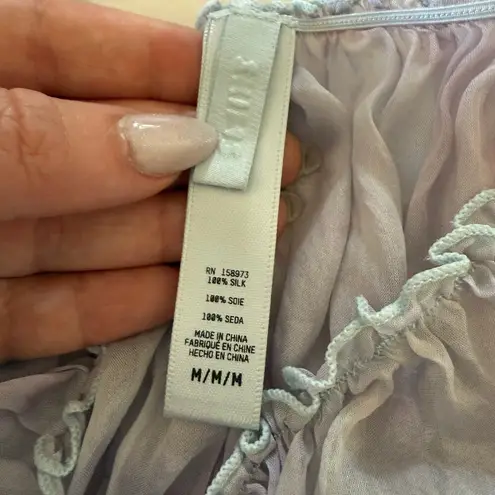 RN 158973
100% SILK
100% SOIE
100% SEDA
MADE IN CHINA
FABRIQUÉ EN CHINE
HECHO EN CHINA
M/M/M